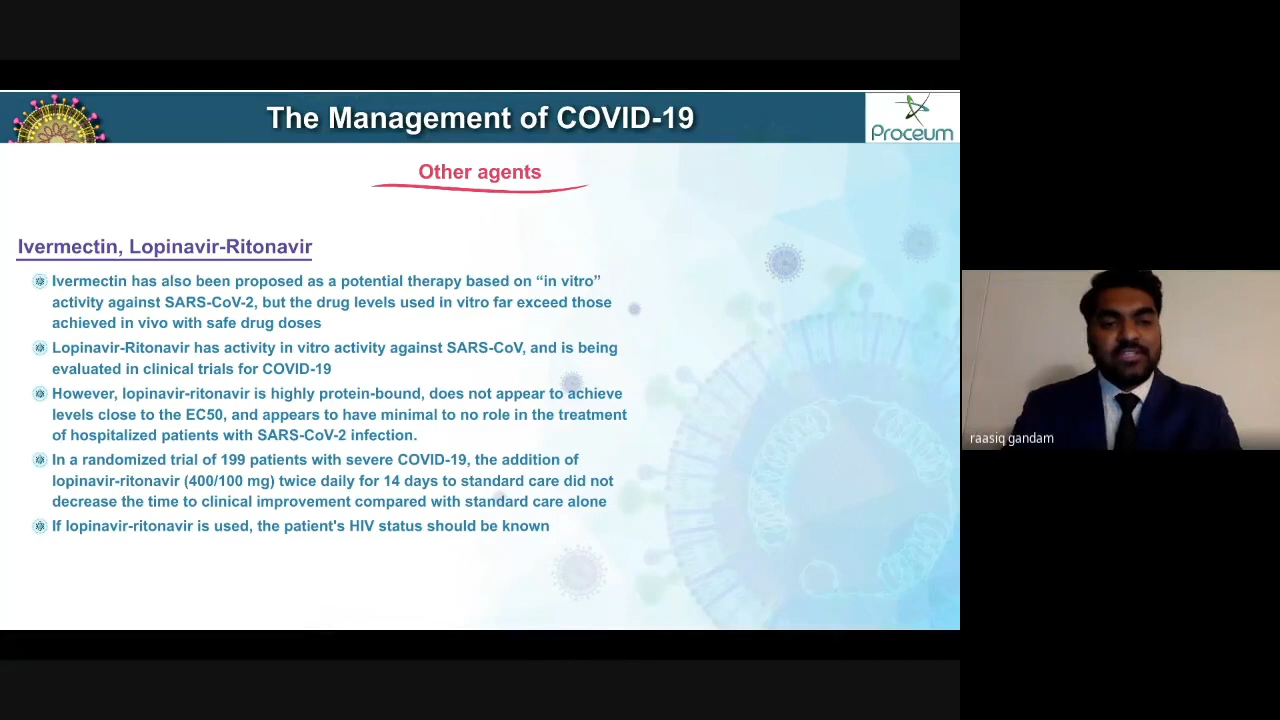 The Management of COVID-19
Proceum
Other agents
Ivermectin, Lopinavir-Ritonavir
Ivermectin has also been proposed as a potential therapy based on “in vitro”
activity against SARS-CoV-2, but the drug levels used in vitro far exceed those
achieved in vivo with safe drug doses
Lopinavir-Ritonavir has activity in vitro activity against SARS-CoV, and is being
evaluated in clinical trials for COVID-19
However, lopinavir-ritonavir is highly protein-bound, does not appear to achieve
levels close to the EC50, and appears to have minimal to no role in the treatment
of hospitalized patients with SARS-CoV-2 infection.
In a randomized trial of 199 patients with severe COVID-19, the addition of
lopinavir-ritonavir (400/100 mg) twice daily for 14 days to standard care did not
decrease the time to clinical improvement compared with standard care alone
If lopinavir-ritonavir is used, the patient's HIV status should be known
raasiq gandam